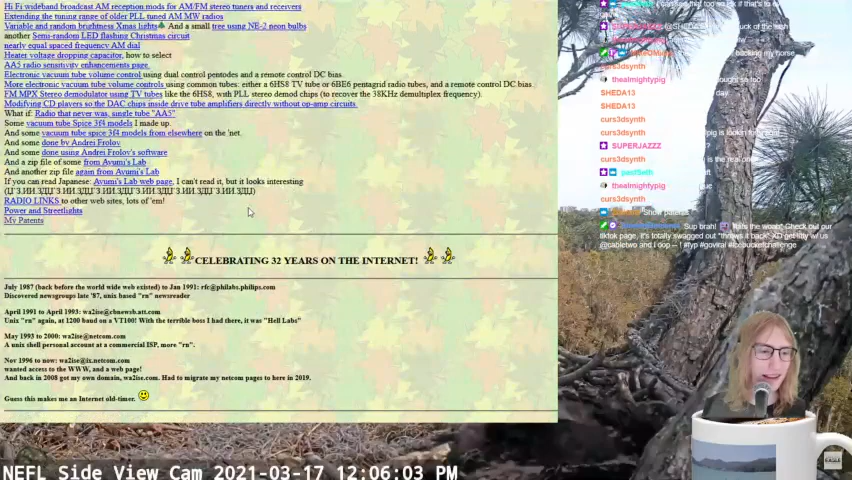 Hi Fi wideband broadcast AM reception mods for AM/FM stereo tuners and receivers
Extending the tuning range of older PLL tuned AM MW radios
Variable and random brightness Xmas lights And a small tree using NE-2 neon bulbs
another Semi-random LED flashing Christmas circuit
nearly equal spaced frequency AM dial
Heater voltage dropping capacitor, how to select
AA5 radio sensitivity enhancements page.
Electronic vacuum tube volume control using dual control pentodes and a remote control DC bias.
More electronic vacuum tube volume controls using common tubes: either a 6HS8 TV tube or 6BE6 pentagrid radio tubes, and a remote control DC bias.
FM MPX Stereo demodulator using TV tubes like the 6HS8, with PLL stereo demod chips (to recover the 38KHz demultiplex frequency).
Modifying CD players so the DAC chips inside drive tube amplifiers directly without op-amp circuits.
What if: Radio that never was, single tube "AA5"
Some vacuum tube Spice 3f4 models I made up.
And some vacuum tube spice 3f4 models from elsewhere on the 'net.
And some done by Andrei Frolov
And some done using Andrei Frolov's software
And a zip file of some from Ayumi's Lab
And another zip file again from Ayumi's Lab
If you can read Japanese: Ayumi's Lab web page, I can't read it, but it looks interesting
RADIO LINKS to other web sites, lots of 'em!
Power and Streetlights
My Patents
CELEBRATING 32 YEARS ON THE INTERNET!
July 1987 (back before the world wide web existed) to Jan 1991: rfc@philabs.philips.com
Discovered newsgroups late '87, unix based "rn" newsreader
April 1991 to April 1993: wa2ise@cbnewsb.att.com
Unix "rn" again, at 1200 baud on a VT100! With the terrible boss I had there, it was "Hell Labs"
May 1993 to 2000: wa2ise@netcom.com
A unix shell personal account at a commercial ISP, more "rn".
Nov 1996 to now: wa2ise@ix.netcom.com
wanted access to the WWW, and a web page!
And back in 2008 got my own domain, wa2ise.com. Had to migrate my netcom pages to here in 2019.
Guess this makes me an Internet old-timer.
SUPERJAZZZ
curs3dsynth
thealmightypig
SHEDA13 day
SHEDA13
curs3dsynth
curs3dsynth
SUPERJAZZZ
curs3dsynth
thealmightypig
curs3dsynth
Show patents
Sup brah! Itsts the woah! Check out our
tiktok page, it's totally swagged out
NEFL Side View Cam 2021-03-17 12:06:03 PM